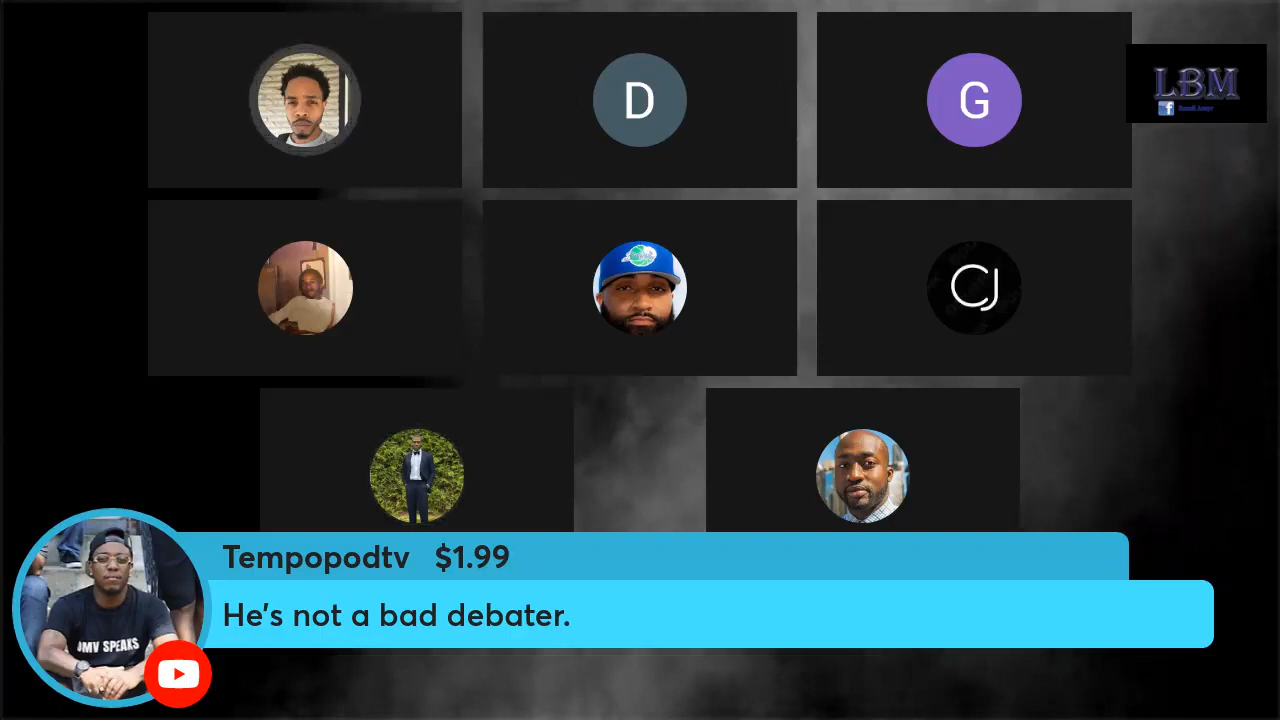 D
G
LBM
CJ
Tempopodtv $1.99
He's not a bad debater.
DMV SPEAKS